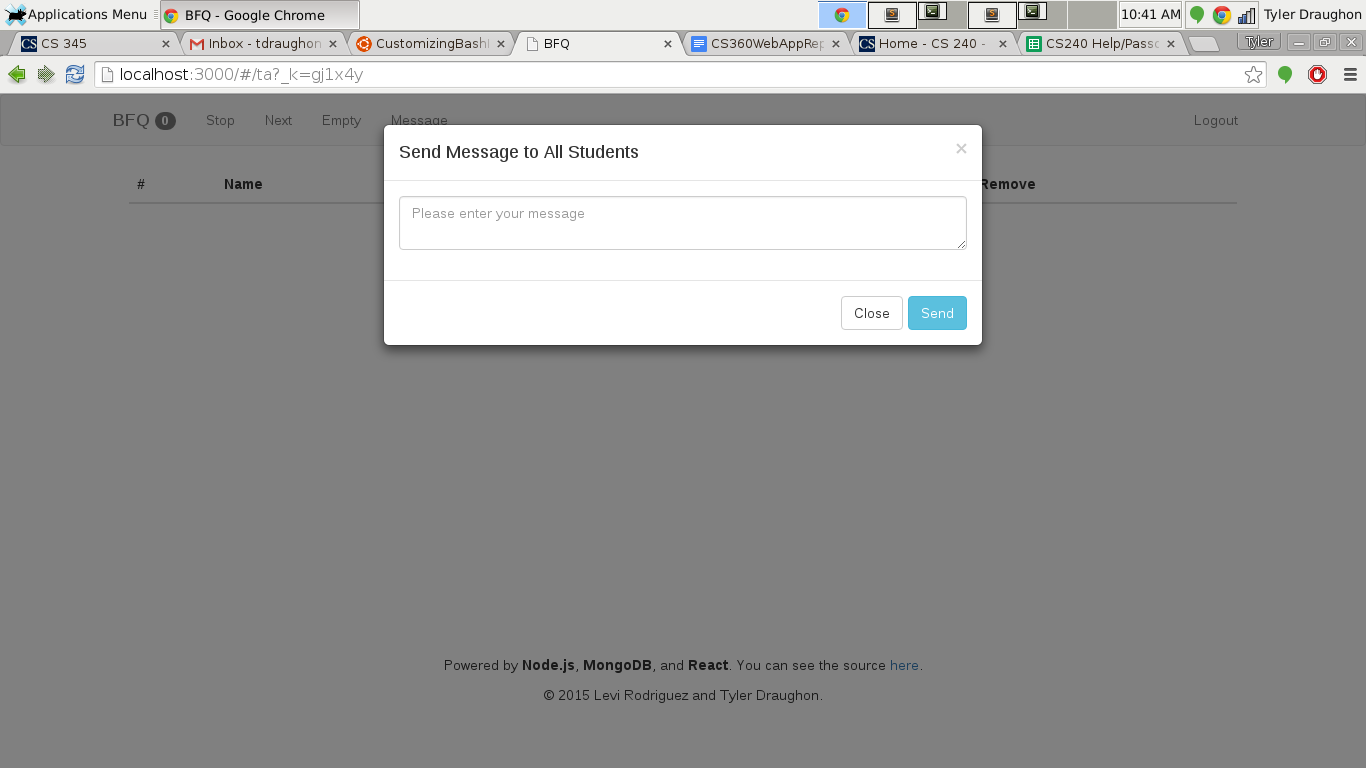 Applications Menu BFQ - Google Chrome 10:41 AM Tyler Draughon
CS 345 Inbox - tdraughon CustomizingBash BFQ CS360WebAppRep Home - CS 240 - CS240 Help/Passo Tyler
localhost:3000/#/ta?_k=gj1x4y
BFQ 0 Stop Next Empty Message Logout
Send Message to All Students ×
# Name Remove
Please enter your message
Close Send
Powered by Node.js, MongoDB, and React. You can see the source here.
© 2015 Levi Rodriguez and Tyler Draughon.